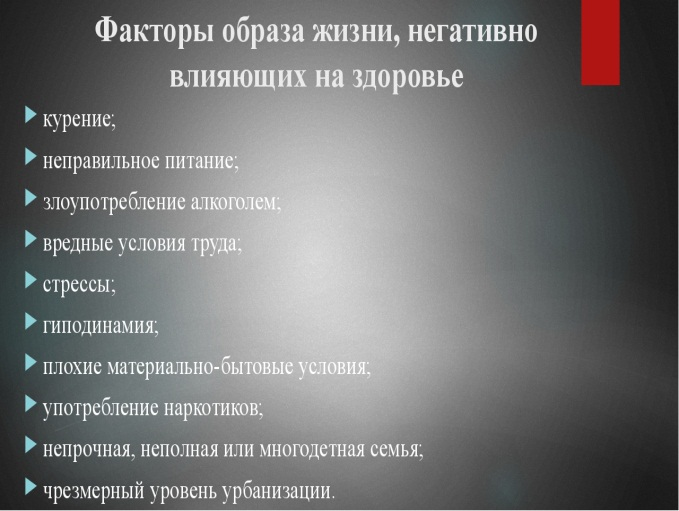 Факторы образа жизни, негативно
влияющих на здоровье
курение;
неправильное питание;
злоупотребление алкоголем;
вредные условия труда;
стрессы;
гиподинамия;
плохие материально-бытовые условия;
употребление наркотиков;
непрочная, неполная или многодетная семья;
чрезмерный уровень урбанизации.